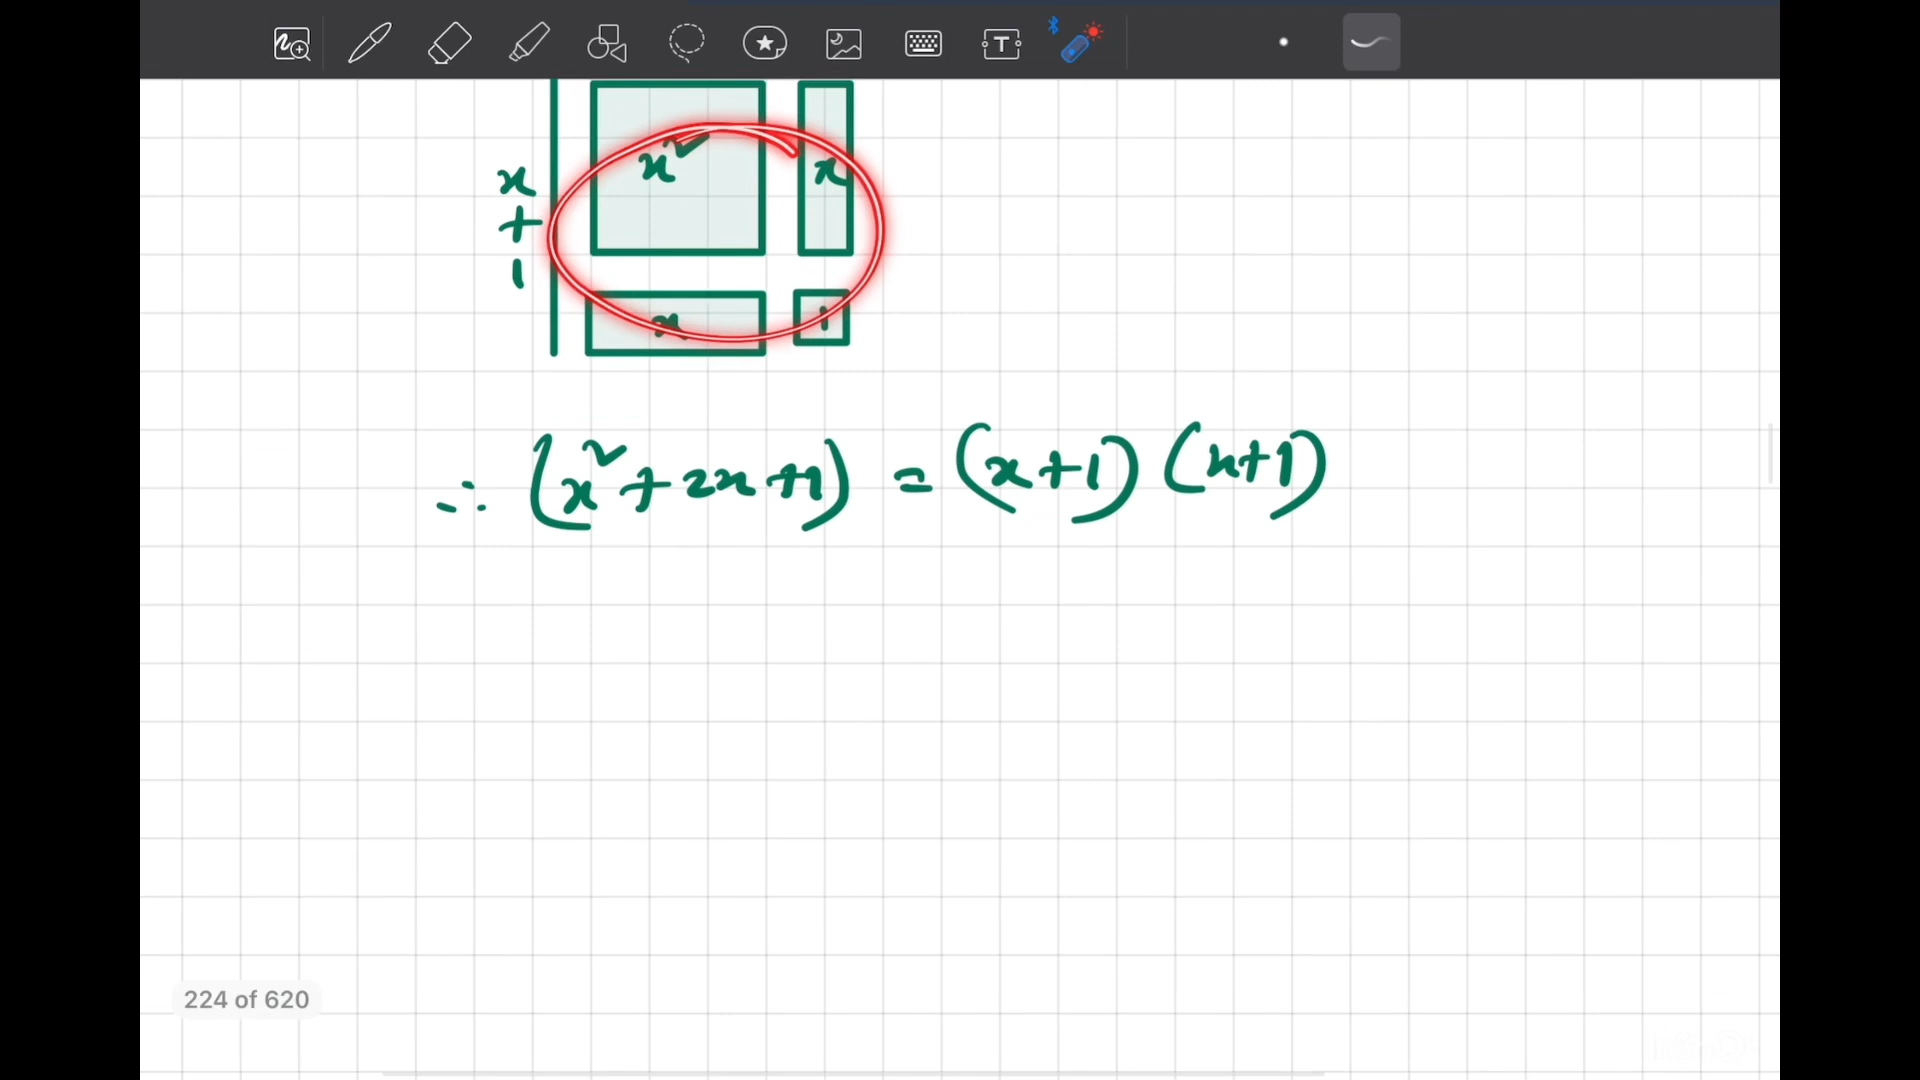 x² x
x
+
1
x 1
∴ (x² + 2x + 1) = (x + 1) (x + 1)
224 of 620